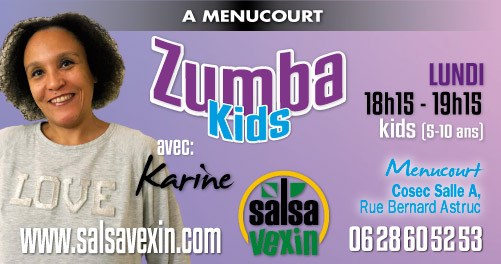 A MENUCOURT
Zumba
Kids
LUNDI
18h15 - 19h15
kids (5-10 ans)
avec:
Karine
LOVE
Menucourt
Cosec Salle A,
Rue Bernard Astruc
salsa
vexin
www.salsavexin.com
06 28 60 52 53